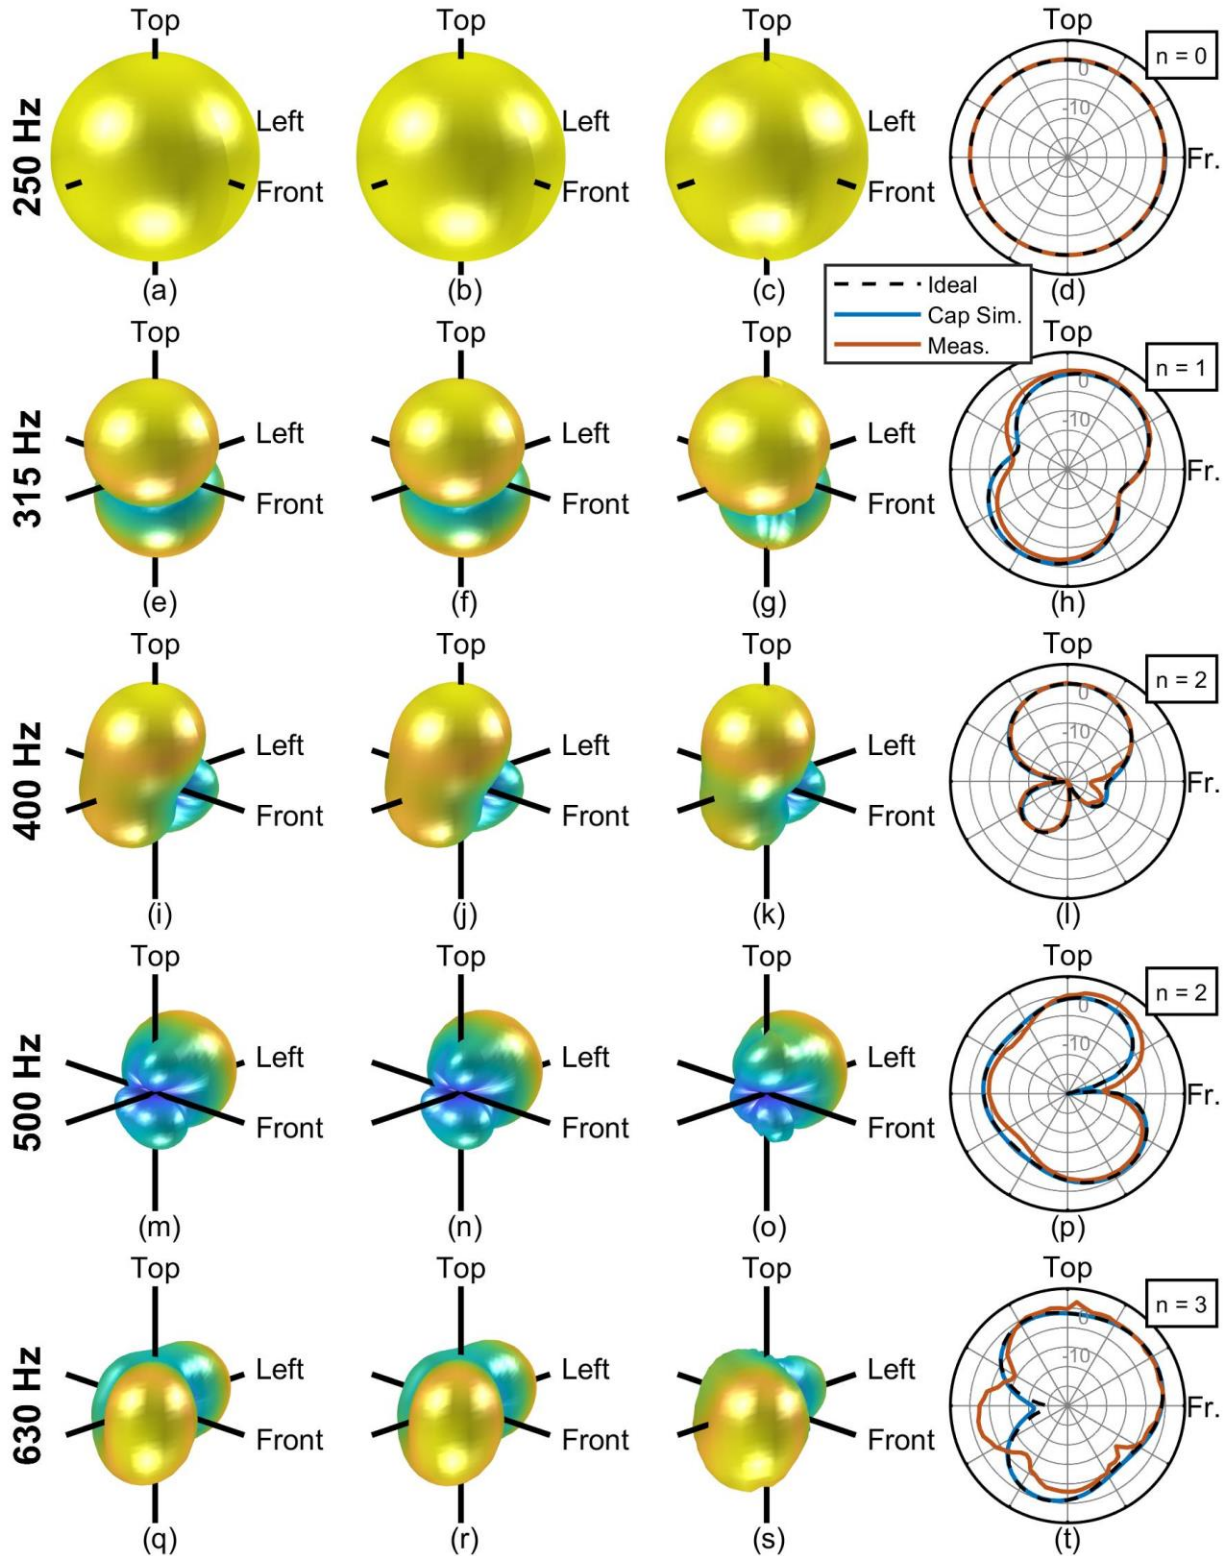 Top Top Top Top
n = 0
0
-10
250 Hz
Left Left Left
Front Front Front Fr.
(a) (b) (c) (d)
Ideal
Cap Sim.
Meas.
Top Top Top Top
n = 1
0
-10
315 Hz
Left Left Left
Front Front Front Fr.
(e) (f) (g) (h)
Top Top Top Top
n = 2
0
-10
400 Hz
Left Left Left
Front Front Front Fr.
(i) (j) (k) (l)
Top Top Top Top
n = 2
0
-10
500 Hz
Left Left Left
Front Front Front Fr.
(m) (n) (o) (p)
Top Top Top Top
n = 3
0
-10
630 Hz
Left Left Left
Front Front Front Fr.
(q) (r) (s) (t)